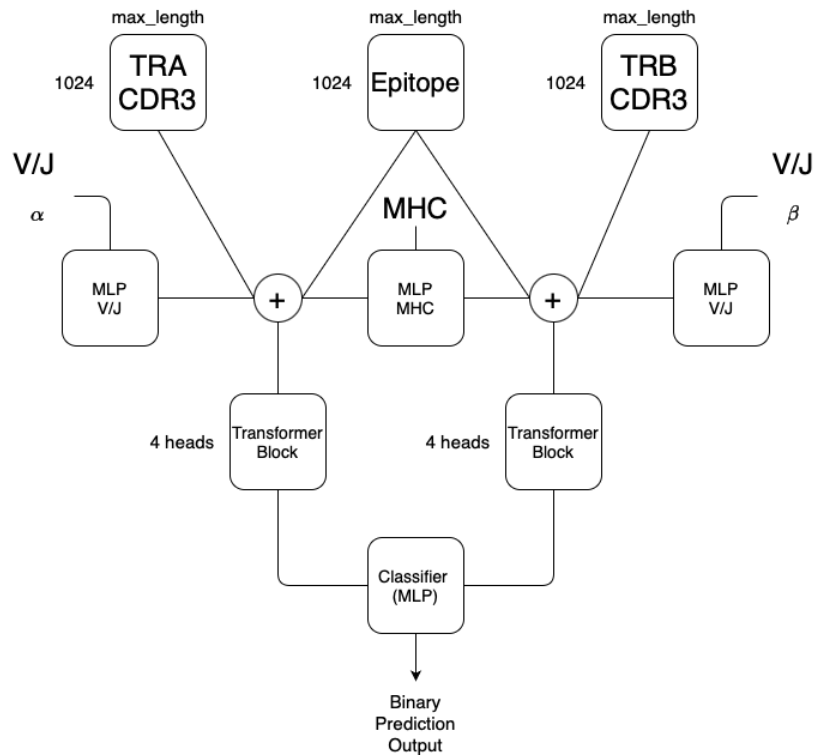 max_length
max_length
max_length
1024
TRA
CDR3
1024
Epitope
1024
TRB
CDR3
V/J
α
MHC
V/J
β
MLP
V/J
+
MLP
MHC
+
MLP
V/J
4 heads
Transformer
Block
4 heads
Transformer
Block
Classifier
(MLP)
Binary
Prediction
Output